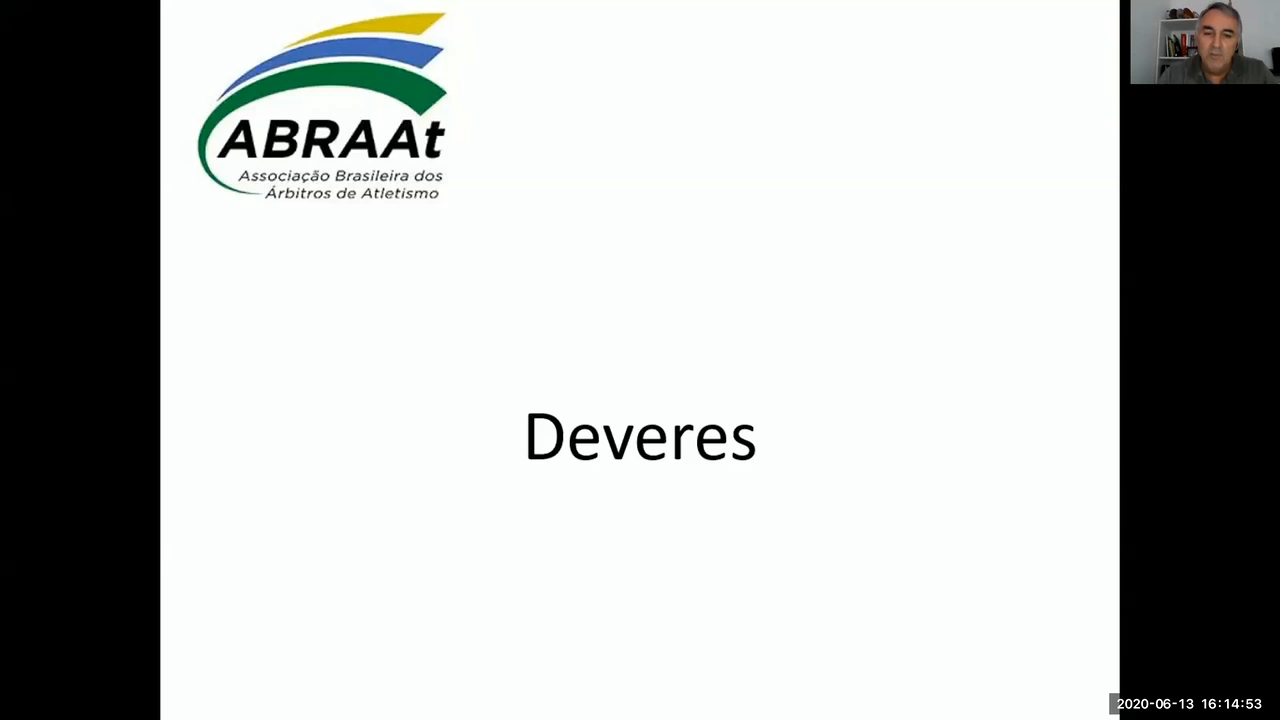 ABRAAt
Associação Brasileira dos
Árbitros de Atletismo
Deveres
2020-06-13 16:14:53